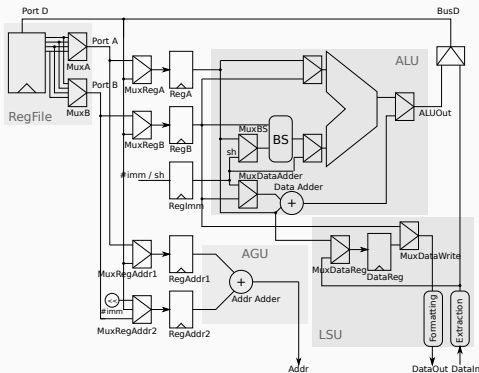 Port D
BusD
Port A
MuxA
ALU
MuxRegA
RegA
Port B
MuxB
RegFile
ALUOut
MuxBS
BS
MuxRegB
RegB
sh
#imm / sh
MuxDataAdder
Data Adder
+
RegImm
MuxDataWrite
AGU
MuxRegAddr1
RegAddr1
MuxDataReg
DataReg
+
Addr Adder
<<
#imm
MuxRegAddr2
RegAddr2
LSU
Formatting
Extraction
Addr
DataOut
DataIn